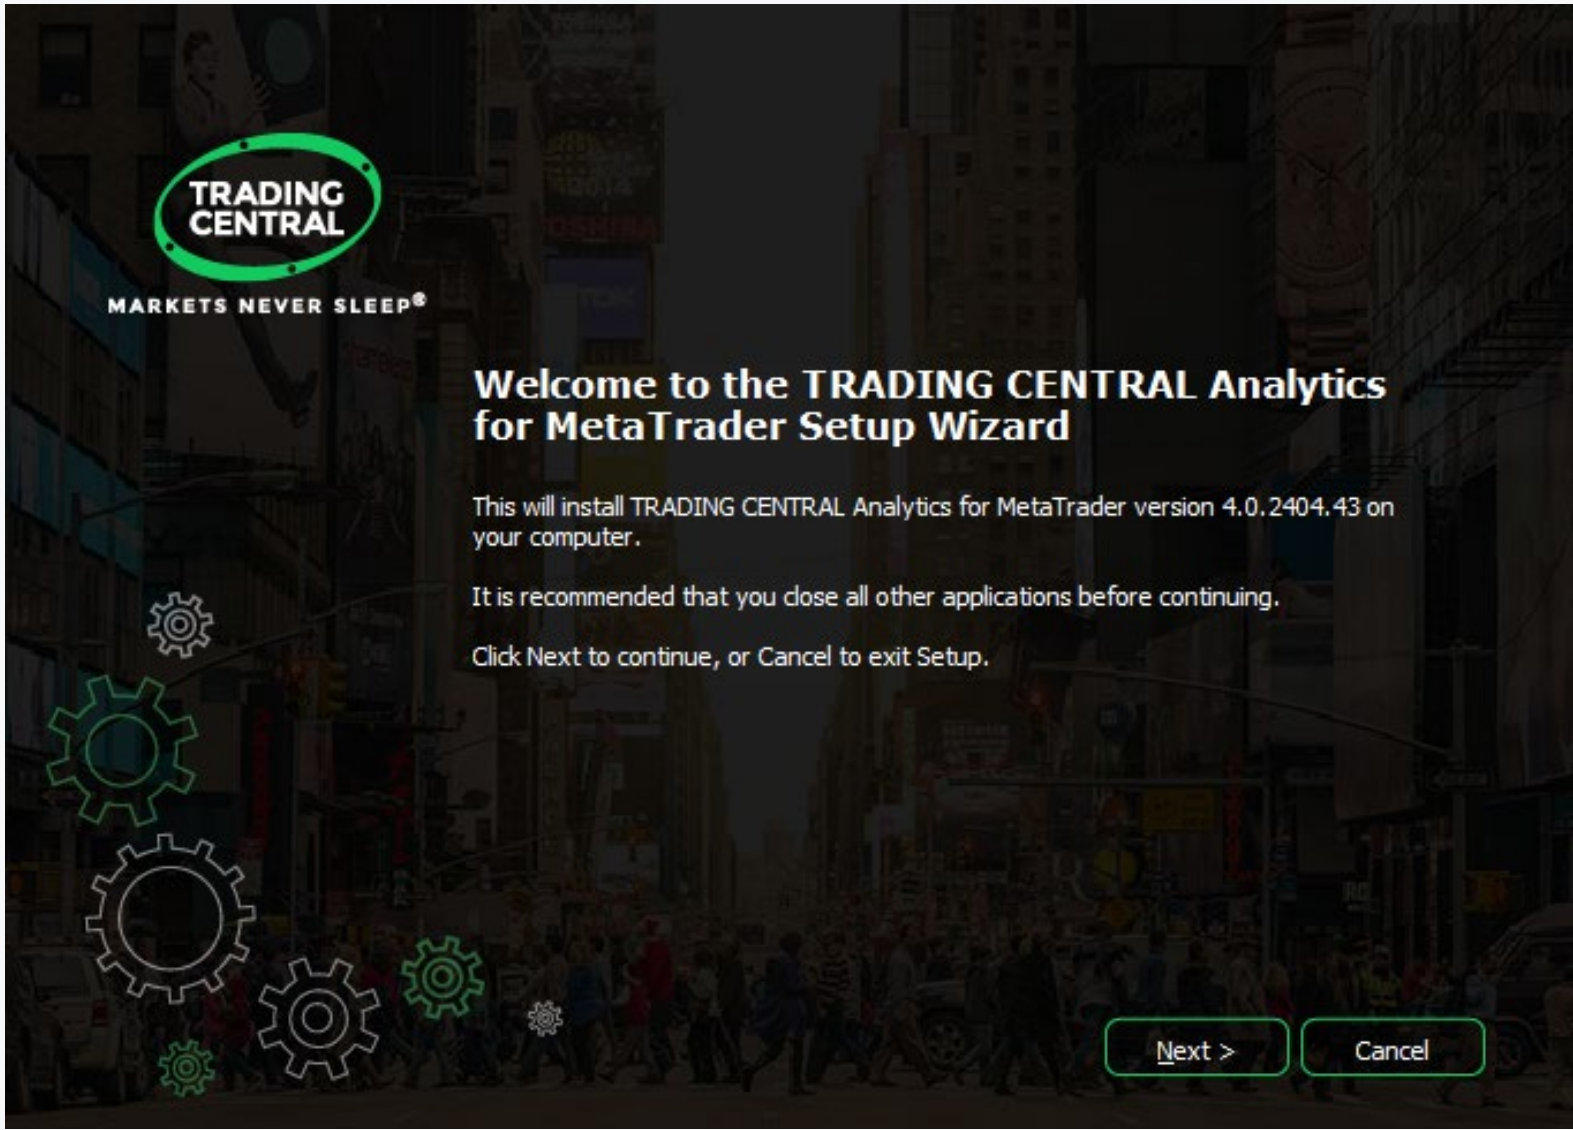 TRADING
CENTRAL
MARKETS NEVER SLEEP®
TOSHIBA
TDK
Welcome to the TRADING CENTRAL Analytics
for MetaTrader Setup Wizard
This will install TRADING CENTRAL Analytics for MetaTrader version 4.0.2404.43 on
your computer.
It is recommended that you close all other applications before continuing.
Click Next to continue, or Cancel to exit Setup.
Next >
Cancel